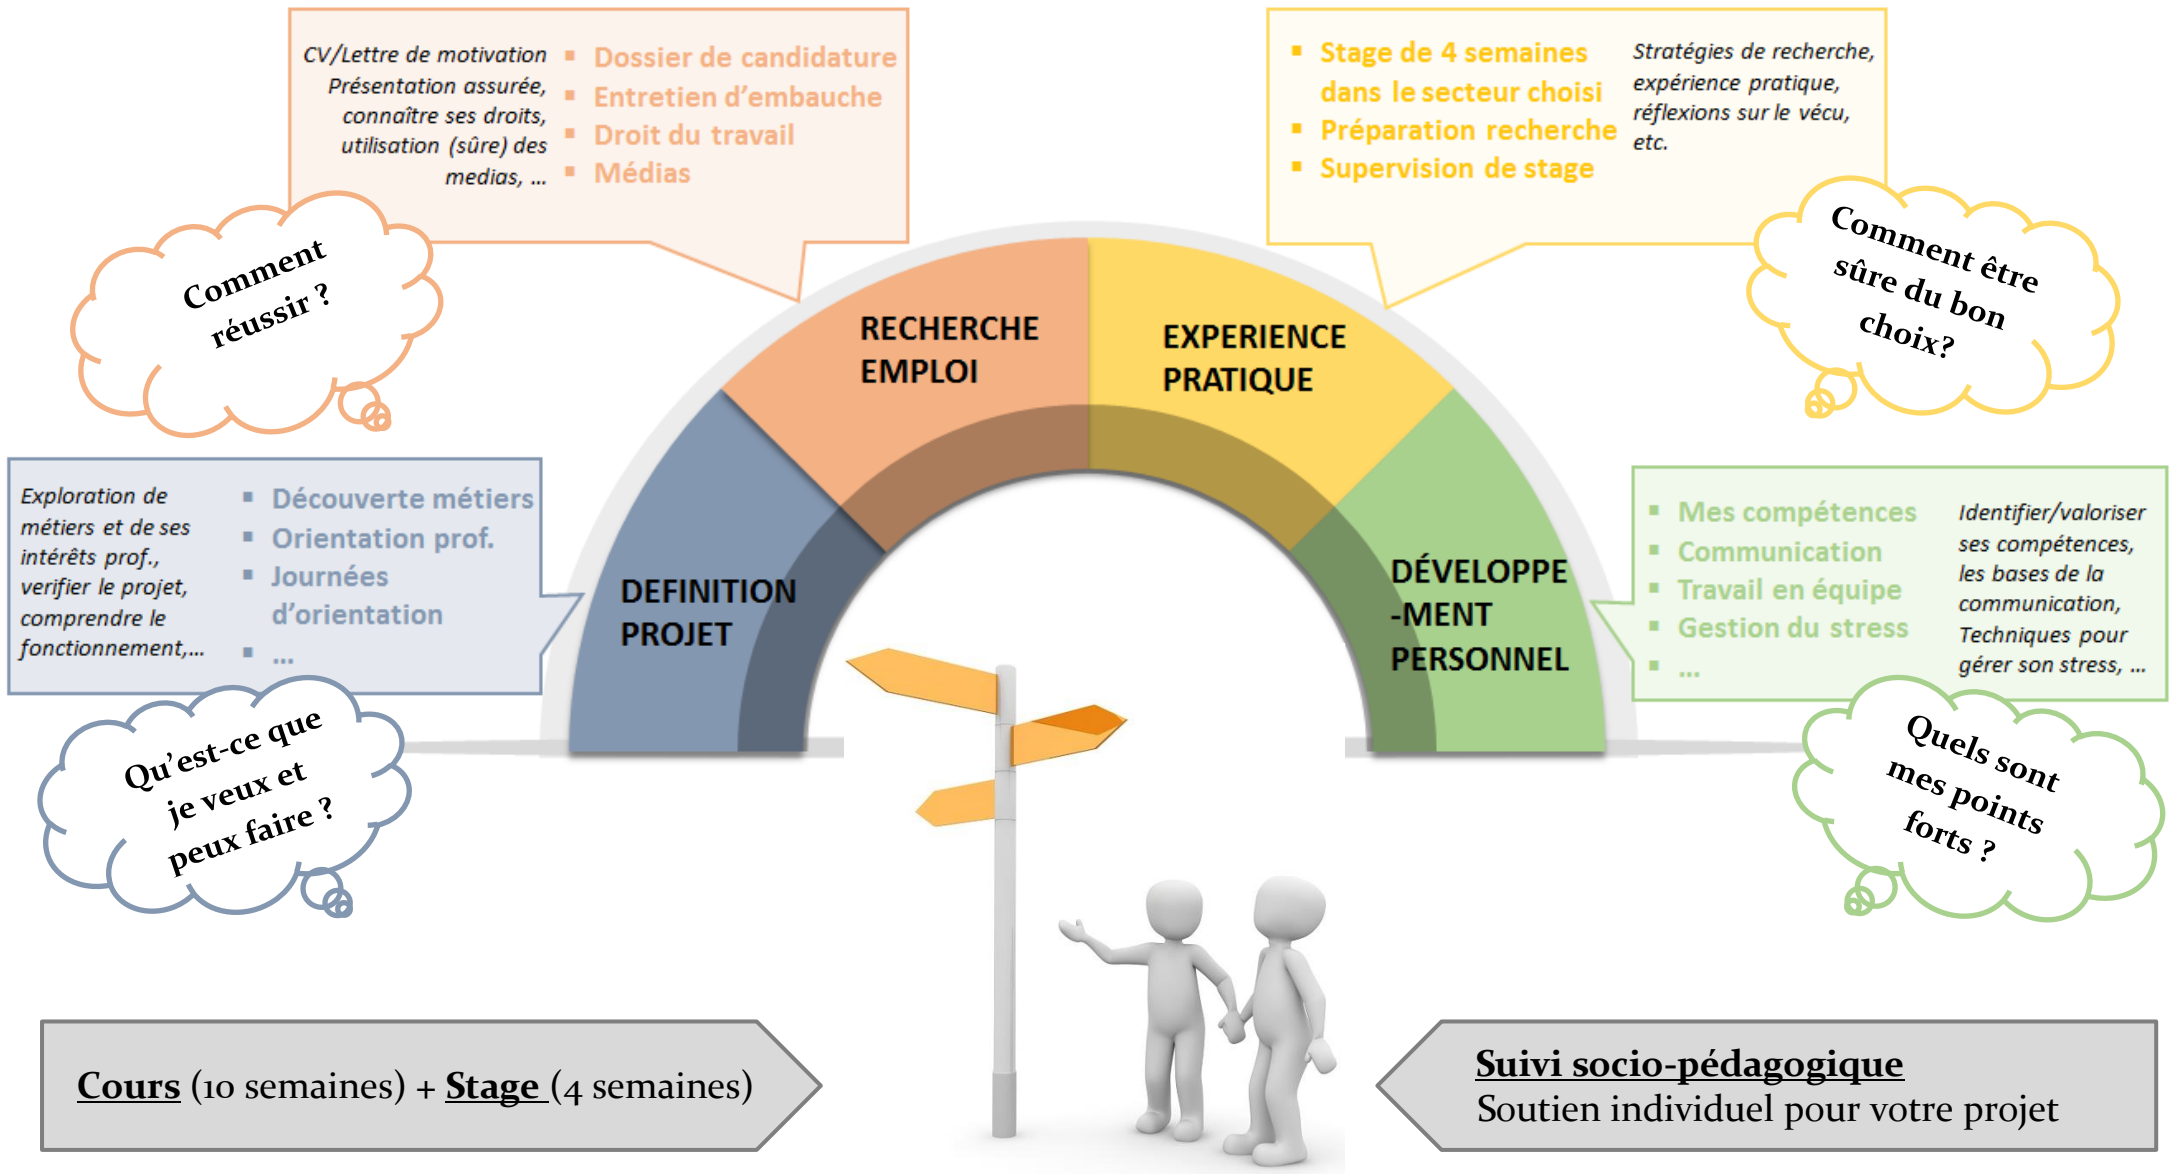 CV/Lettre de motivation
Présentation assurée,
connaître ses droits,
utilisation (sûre) des
medias, ...
▪ Dossier de candidature
▪ Entretien d'embauche
▪ Droit du travail
▪ Médias
▪ Stage de 4 semaines
dans le secteur choisi
▪ Préparation recherche
▪ Supervision de stage
Stratégies de recherche,
expérience pratique,
réflexions sur le vécu,
etc.
Comment
réussir ?
Comment être
sûre du bon
choix?
RECHERCHE
EMPLOI
EXPERIENCE
PRATIQUE
Exploration de
métiers et de ses
intérêts prof.,
verifier le projet,
comprendre le
fonctionnement,...
▪ Découverte métiers
▪ Orientation prof.
▪ Journées
d'orientation
▪ ...
DEFINITION
PROJET
DÉVELOPPE
-MENT
PERSONNEL
▪ Mes compétences
▪ Communication
▪ Travail en équipe
▪ Gestion du stress
▪ ...
Identifier/valoriser
ses compétences,
les bases de la
communication,
Techniques pour
gérer son stress, ...
Qu'est-ce que
je veux et
peux faire ?
Quels sont
mes points
forts ?
Cours (10 semaines) + Stage (4 semaines)
Suivi socio-pédagogique
Soutien individuel pour votre projet